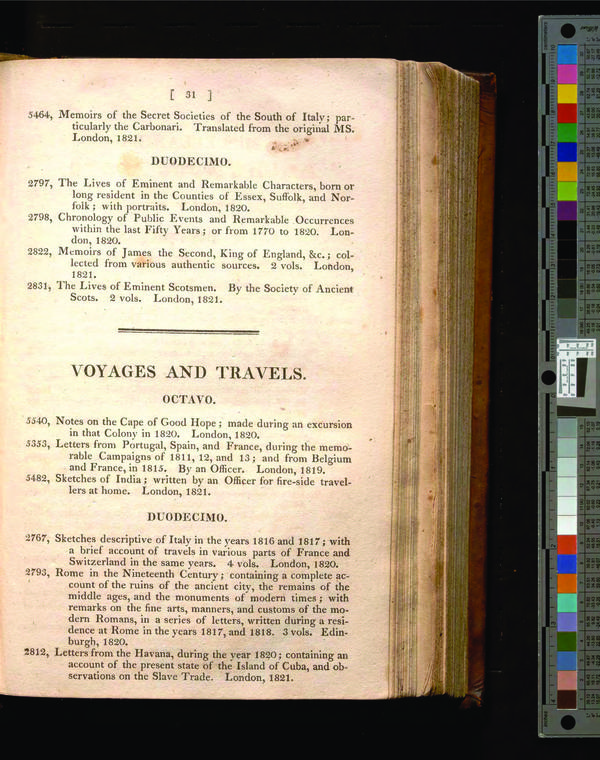 [ 31 ]
5464, Memoirs of the Secret Societies of the South of Italy; par-
ticularly the Carbonari. Translated from the original MS.
London, 1821.
DUODECIMO.
2797, The Lives of Eminent and Remarkable Characters, born or
long resident in the Counties of Essex, Suffolk, and Nor-
folk; with portraits. London, 1820.
2798, Chronology of Public Events and Remarkable Occurrences
within the last Fifty Years; or from 1770 to 1820. Lon-
don, 1820.
2822, Memoirs of James the Second, King of England, &c.; col-
lected from various authentic sources. 2 vols. London,
1821.
2831, The Lives of Eminent Scotsmen. By the Society of Ancient
Scots. 2 vols. London, 1821.
VOYAGES AND TRAVELS.
OCTAVO.
5540, Notes on the Cape of Good Hope; made during an excursion
in that Colony in 1820. London, 1820.
5353, Letters from Portugal, Spain, and France, during the memo-
rable Campaigns of 1811, 12, and 13; and from Belgium
and France, in 1815. By an Officer. London, 1819.
5482, Sketches of India; written by an Officer for fire-side travel-
lers at home. London, 1821.
DUODECIMO.
2767, Sketches descriptive of Italy in the years 1816 and 1817; with
a brief account of travels in various parts of France and
Switzerland in the same years. 4 vols. London, 1820.
2793, Rome in the Nineteenth Century; containing a complete ac-
count of the ruins of the ancient city, the remains of the
middle ages, and the monuments of modern times; with
remarks on the fine arts, manners, and customs of the mo-
dern Romans, in a series of letters, written during a resi-
dence at Rome in the years 1817, and 1818. 3 vols. Edin-
burgh, 1820.
2812, Letters from the Havana, during the year 1820; containing an
account of the present state of the Island of Cuba, and ob-
servations on the Slave Trade. London, 1821.